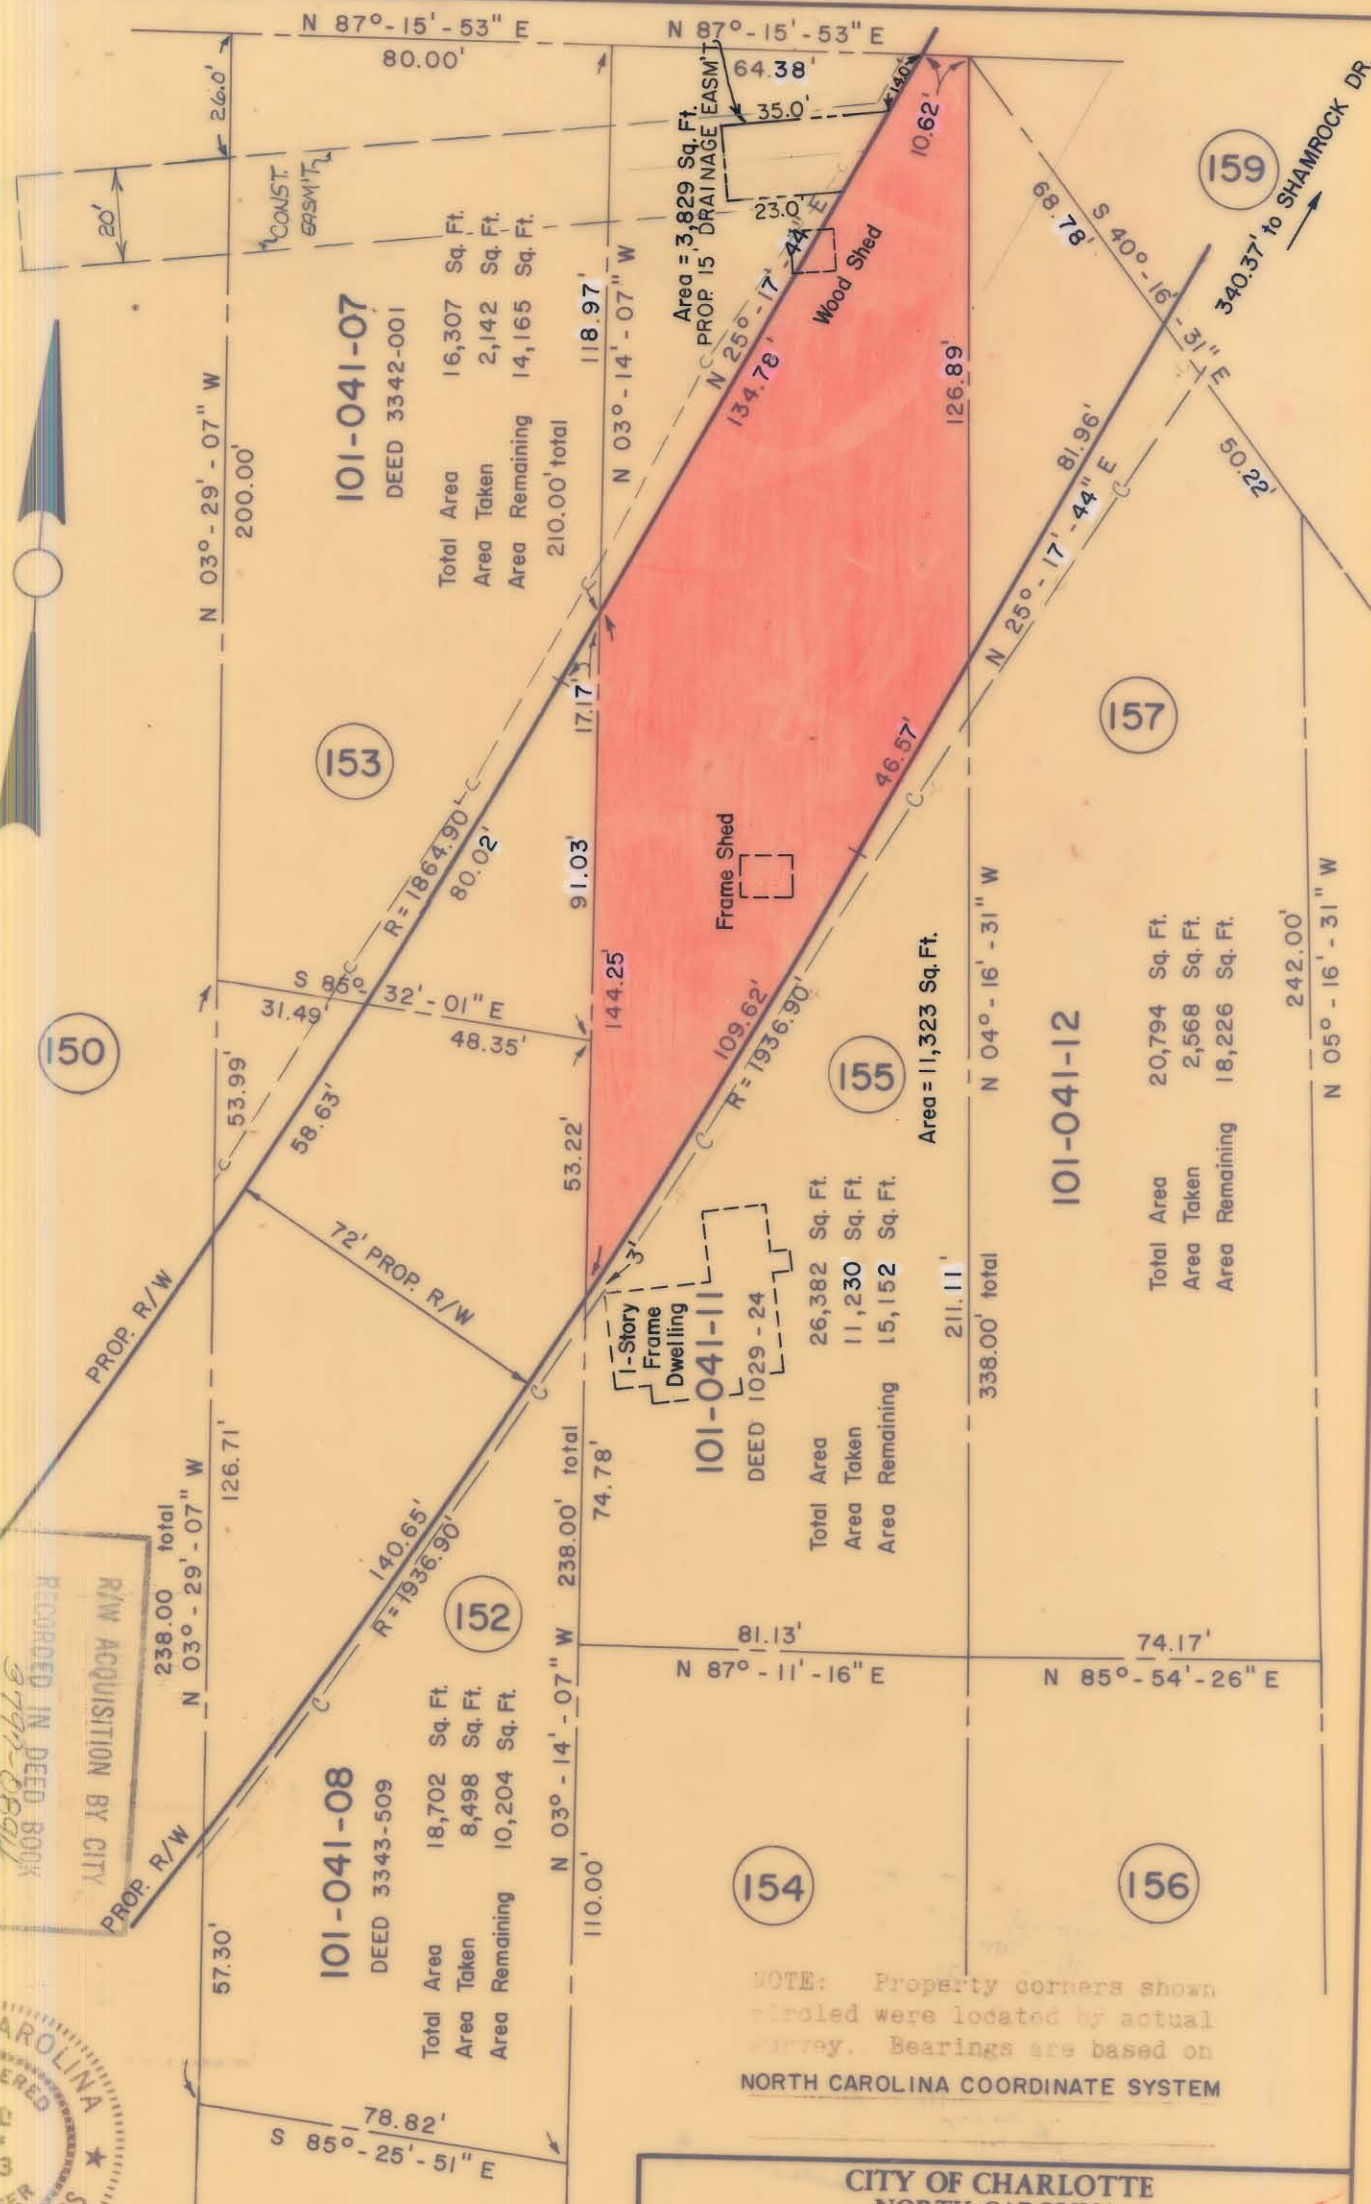 N 87°-15'-53" E
80.00'
N 87°-15'-53" E
64.38'
26.0'
20'
CONST.
EASM'T
35.0'
14.0'
10.62'
23.0'
Area = 3,829 Sq. Ft.
PROP. 15' DRAINAGE EASM'T.
159
340.37' to SHAMROCK DR
S 40°-16'-31" E
68.78'
50.22'
N 03°-29'-07" W
200.00'
101-041-07
DEED 3342-001
Total Area 16,307 Sq. Ft.
Area Taken 2,142 Sq. Ft.
Area Remaining 14,165 Sq. Ft.
210.00' total
118.97'
N 03°-14'-07" W
N 25°-17'-44" E
134.78'
Wood Shed
126.89'
81.96'
N 25°-17'-44" E
153
17.17'
91.03'
144.25'
R=1864.90'
80.02'
Frame Shed
46.57'
157
150
S 85°-32'-01" E
31.49'
48.35'
53.99'
58.63'
53.22'
109.62'
R=1936.90'
155
Area = 11,323 Sq. Ft.
N 04°-16'-31" W
211.11'
338.00' total
101-041-12
Total Area 20,794 Sq. Ft.
Area Taken 2,568 Sq. Ft.
Area Remaining 18,226 Sq. Ft.
242.00'
N 05°-16'-31" W
72' PROP. R/W
PROP. R/W
3'
1-Story
Frame
Dwelling
101-041-11
DEED 1029-24
Total Area 26,382 Sq. Ft.
Area Taken 11,230 Sq. Ft.
Area Remaining 15,152 Sq. Ft.
238.00 total
N 03°-29'-07" W
126.71'
140.65'
R=1936.90'
152
238.00' total
74.78'
N 03°-14'-07" W
110.00'
81.13'
N 87°-11'-16" E
74.17'
N 85°-54'-26" E
R/W ACQUISITION BY CITY
RECORDED IN DEED BOOK
PROP. R/W
57.30'
101-041-08
DEED 3343-509
Total Area 18,702 Sq. Ft.
Area Taken 8,498 Sq. Ft.
Area Remaining 10,204 Sq. Ft.
154
156
78.82'
S 85°-25'-51" E
NOTE: Property corners shown
circled were located by actual
survey. Bearings are based on
NORTH CAROLINA COORDINATE SYSTEM
CITY OF CHARLOTTE